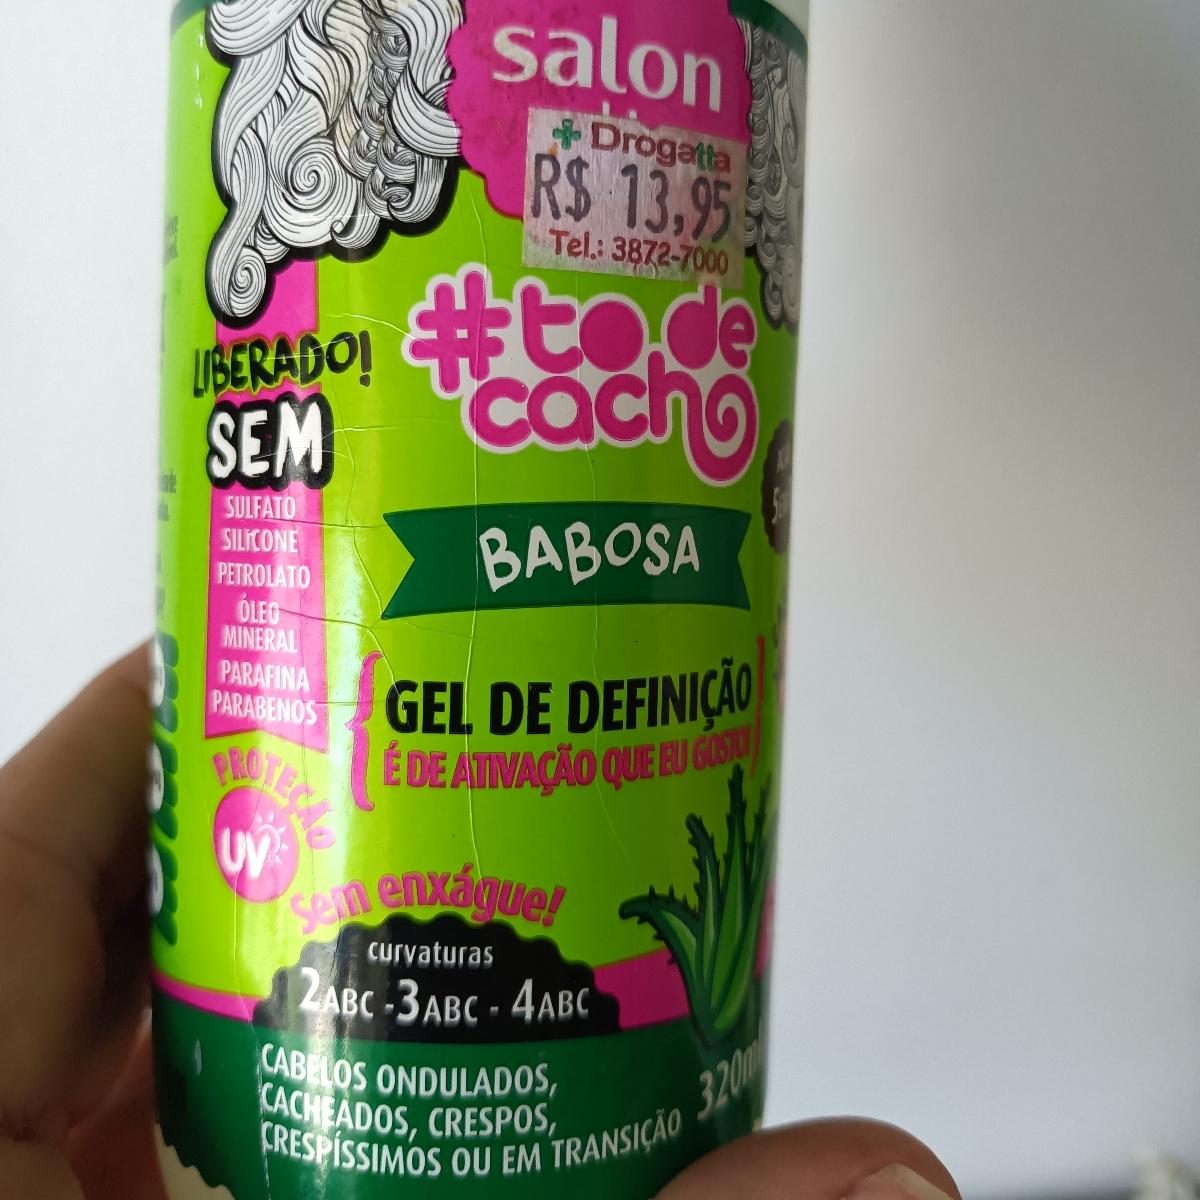 salon
Drogatta
R$ 13,95
Tel.: 3872-7000
#to de
cacho
LIBERADO!
SEM
SULFATO
SILICONE
PETROLATO
ÓLEO
MINERAL
PARAFINA
PARABENOS
BABOSA
GEL DE DEFINIÇÃO
É DE ATIVAÇÃO QUE EU GOSTO!
PROTEÇÃO
UV
Sem enxágue!
curvaturas
2ABC - 3ABC - 4ABC
CABELOS ONDULADOS,
CACHEADOS, CRESPOS,
CRESPÍSSIMOS OU EM TRANSIÇÃO
320ml